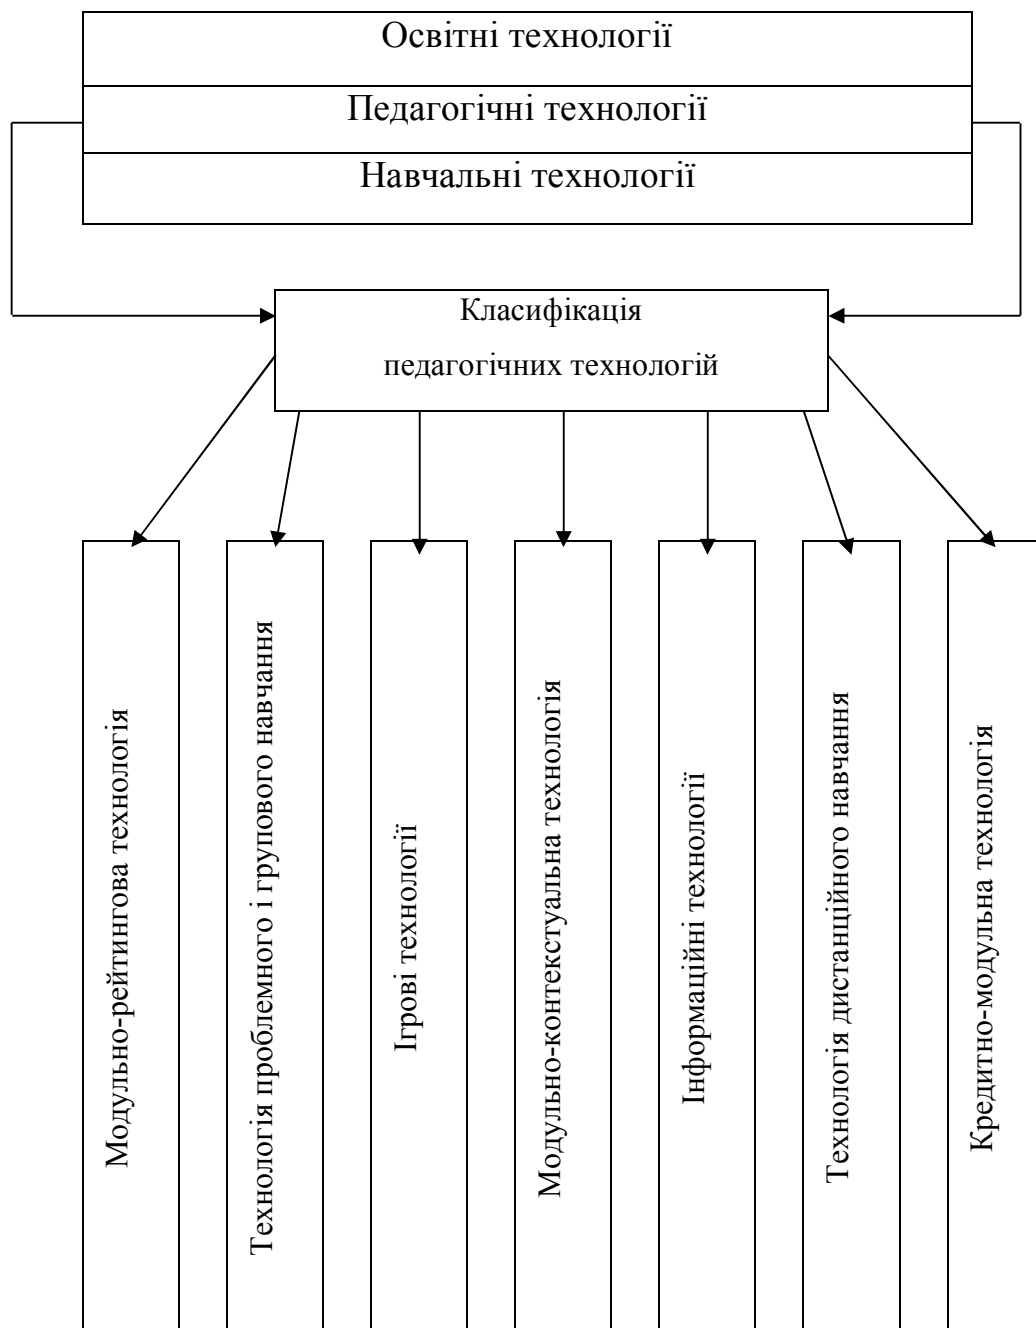 Освітні технології
Педагогічні технології
Навчальні технології
Класифікація
педагогічних технологій
Модульно-рейтингова технологія
Технологія проблемного і групового навчання
Ігрові технології
Модульно-контекстуальна технологія
Інформаційні технології
Технологія дистанційного навчання
Кредитно-модульна технологія